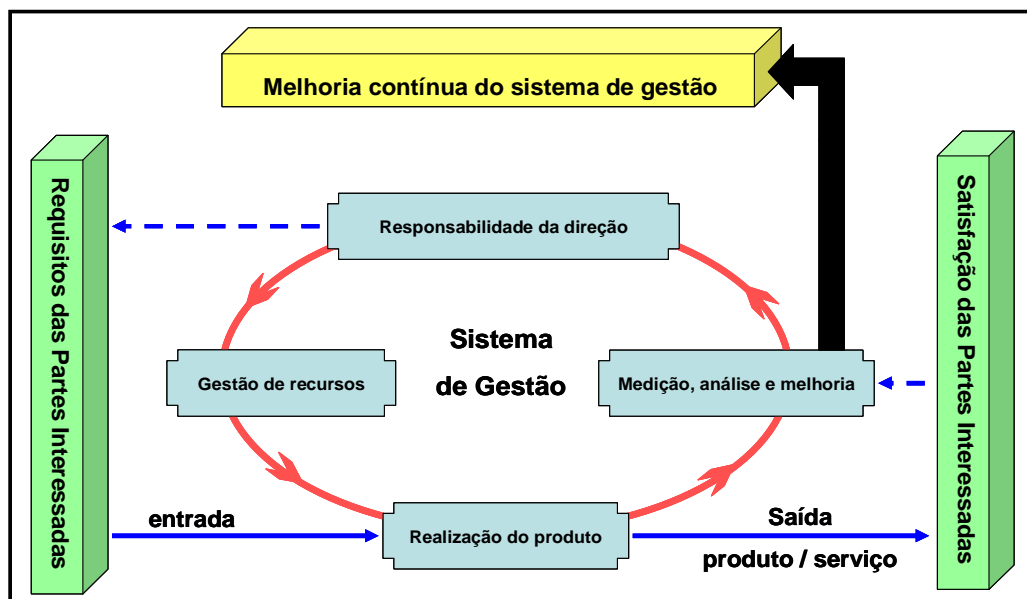 Melhoria contínua do sistema de gestão
Requisitos das Partes Interessadas
Responsabilidade da direção
Satisfação das Partes Interessadas
Sistema
de Gestão
Gestão de recursos
Medição, análise e melhoria
entrada
Realização do produto
Saída
produto / serviço